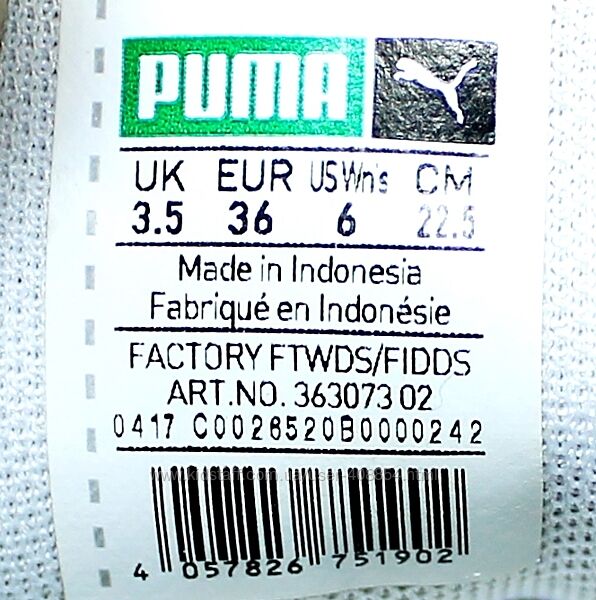 PUMA
UK EUR US Wn's CM
3.5 36 6 22.5
Made in Indonesia
Fabriqué en Indonésie
FACTORY FTWDS/FIDDS
ART.NO. 363073 02
0417 C0028520B0000242
4 057826 751902